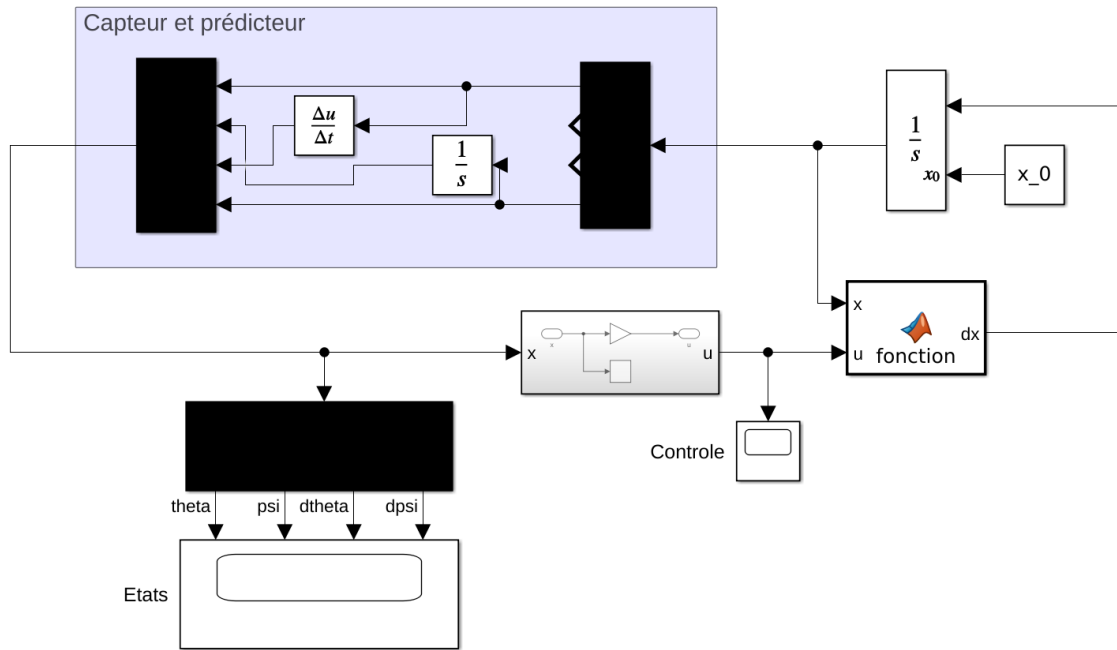 Capteur et prédicteur
Δu
Δt
1
s
1
s
x₀
x_0
x
u
dx
fonction
x
u
x
u
Controle
theta
psi
dtheta
dpsi
Etats